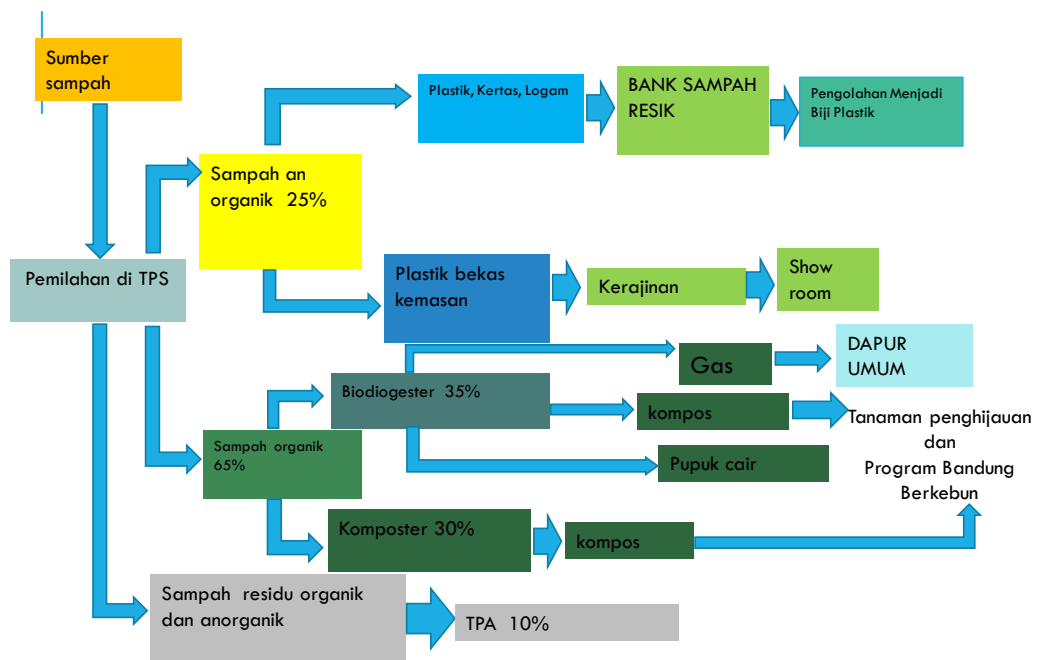 Sumber
sampah
Plastik, Kertas, Logam
BANK SAMPAH
RESIK
Pengolahan Menjadi
Biji Plastik
Sampah an
organik 25%
Pemilahan di TPS
Plastik bekas
kemasan
Kerajinan
Show
room
Gas
DAPUR
UMUM
Biodiogester 35%
kompos
Tanaman penghijauan
dan
Program Bandung
Berkebun
Sampah organik
65%
Pupuk cair
Komposter 30%
kompos
Sampah residu organik
dan anorganik
TPA 10%